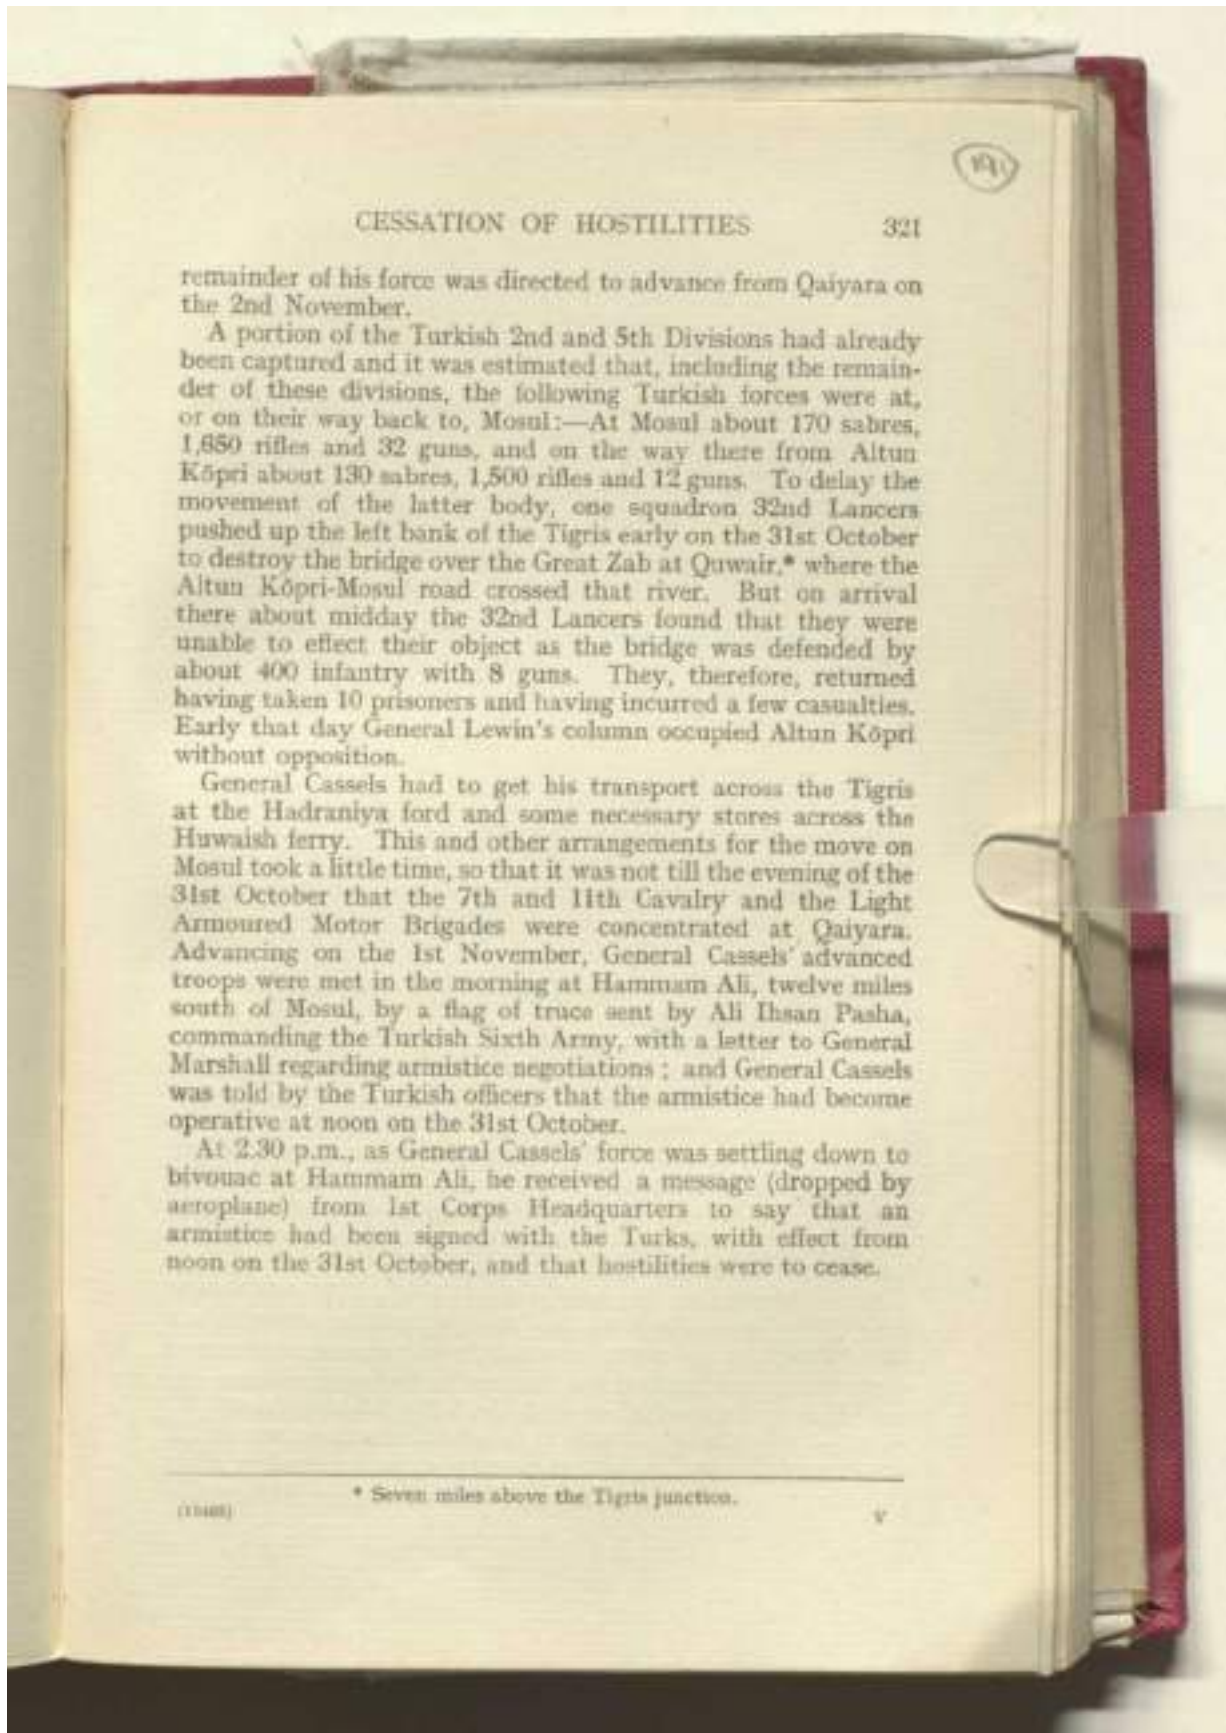 CESSATION OF HOSTILITIES 321
remainder of his force was directed to advance from Qaiyara on
the 2nd November.
A portion of the Turkish 2nd and 5th Divisions had already
been captured and it was estimated that, including the remain-
der of these divisions, the following Turkish forces were at,
or on their way back to, Mosul:—At Mosul about 170 sabres,
1,650 rifles and 32 guns, and on the way there from Altun
Köpri about 130 sabres, 1,500 rifles and 12 guns. To delay the
movement of the latter body, one squadron 32nd Lancers
pushed up the left bank of the Tigris early on the 31st October
to destroy the bridge over the Great Zab at Quwair,* where the
Altun Köpri-Mosul road crossed that river. But on arrival
there about midday the 32nd Lancers found that they were
unable to effect their object as the bridge was defended by
about 400 infantry with 8 guns. They, therefore, returned
having taken 10 prisoners and having incurred a few casualties.
Early that day General Lewin's column occupied Altun Köpri
without opposition.
General Cassels had to get his transport across the Tigris
at the Hadraniya ford and some necessary stores across the
Huwaish ferry. This and other arrangements for the move on
Mosul took a little time, so that it was not till the evening of the
31st October that the 7th and 11th Cavalry and the Light
Armoured Motor Brigades were concentrated at Qaiyara.
Advancing on the 1st November, General Cassels' advanced
troops were met in the morning at Hammam Ali, twelve miles
south of Mosul, by a flag of truce sent by Ali Ihsan Pasha,
commanding the Turkish Sixth Army, with a letter to General
Marshall regarding armistice negotiations ; and General Cassels
was told by the Turkish officers that the armistice had become
operative at noon on the 31st October.
At 2.30 p.m., as General Cassels' force was settling down to
bivouac at Hammam Ali, he received a message (dropped by
aeroplane) from 1st Corps Headquarters to say that an
armistice had been signed with the Turks, with effect from
noon on the 31st October, and that hostilities were to cease.
* Seven miles above the Tigris junction.
V